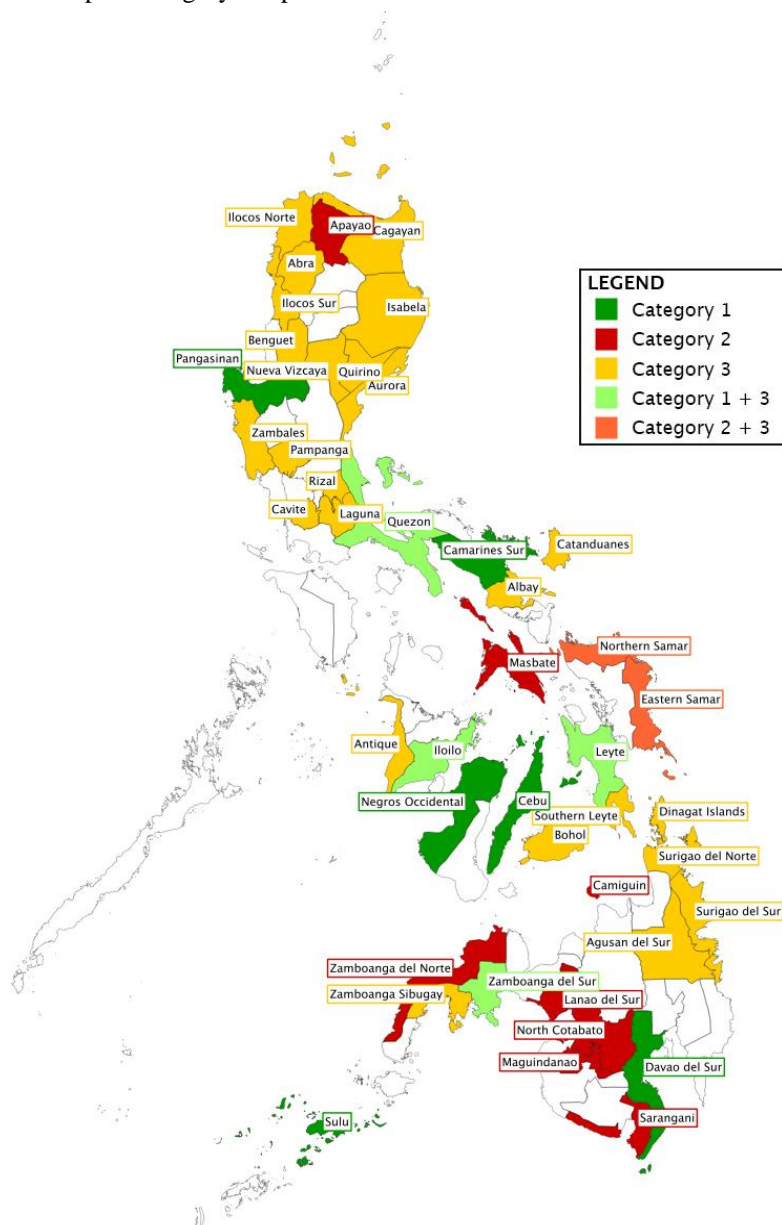 Ilocos Norte
Apayao
Cagayan
Abra
Ilocos Sur
Isabela
LEGEND
Category 1
Category 2
Category 3
Category 1 + 3
Category 2 + 3
Benguet
Pangasinan
Nueva Vizcaya
Quirino
Aurora
Zambales
Pampanga
Rizal
Cavite
Laguna
Quezon
Camarines Sur
Catanduanes
Albay
Masbate
Northern Samar
Eastern Samar
Antique
Iloilo
Leyte
Negros Occidental
Cebu
Southern Leyte
Dinagat Islands
Bohol
Surigao del Norte
Camiguin
Surigao del Sur
Agusan del Sur
Zamboanga del Norte
Zamboanga del Sur
Zamboanga Sibugay
Lanao del Sur
North Cotabato
Maguindanao
Davao del Sur
Sarangani
Sulu